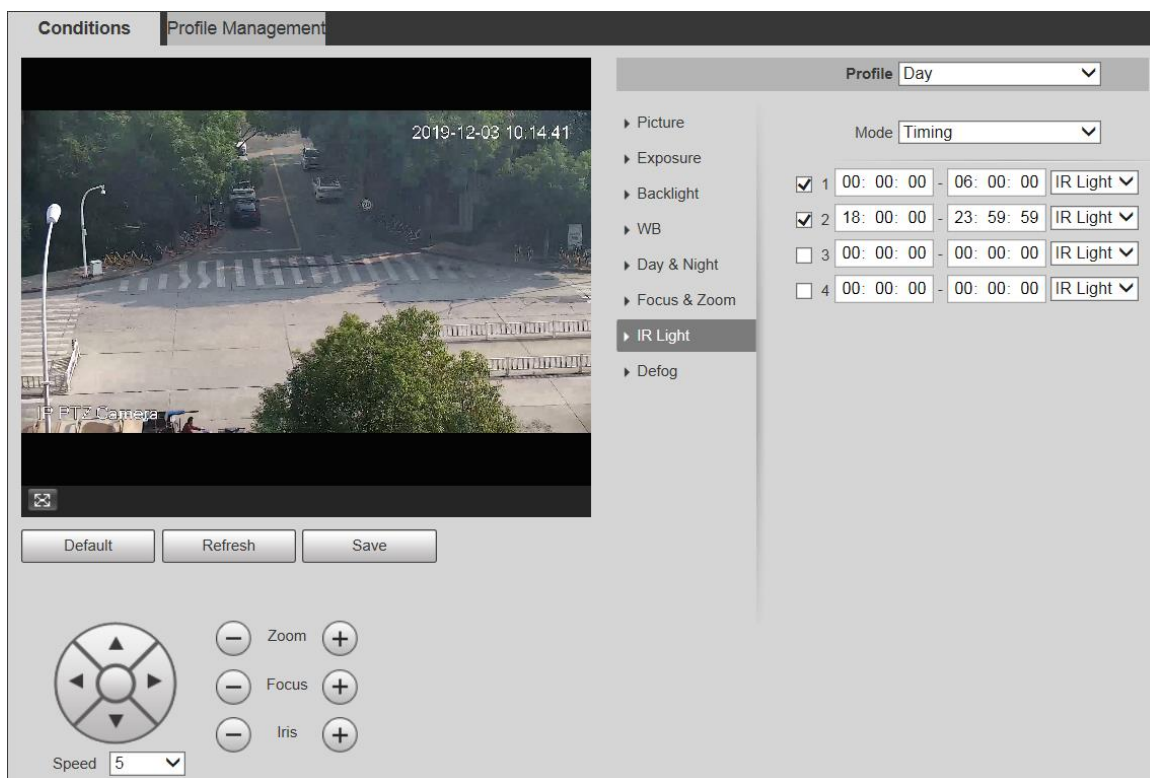 Conditions
Profile Management
Profile Day
2019-12-03 10:14:41
IP PTZ Camera
Picture
Exposure
Backlight
WB
Day & Night
Focus & Zoom
IR Light
Defog
Mode Timing
1 00: 00: 00 - 06: 00: 00 IR Light
2 18: 00: 00 - 23: 59: 59 IR Light
3 00: 00: 00 - 00: 00: 00 IR Light
4 00: 00: 00 - 00: 00: 00 IR Light
Default
Refresh
Save
Zoom
Focus
Iris
Speed 5